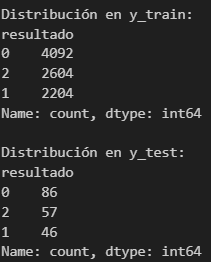 Distribución en y_train:
resultado
0    4092
2    2604
1    2204
Name: count, dtype: int64

Distribución en y_test:
resultado
0    86
2    57
1    46
Name: count, dtype: int64